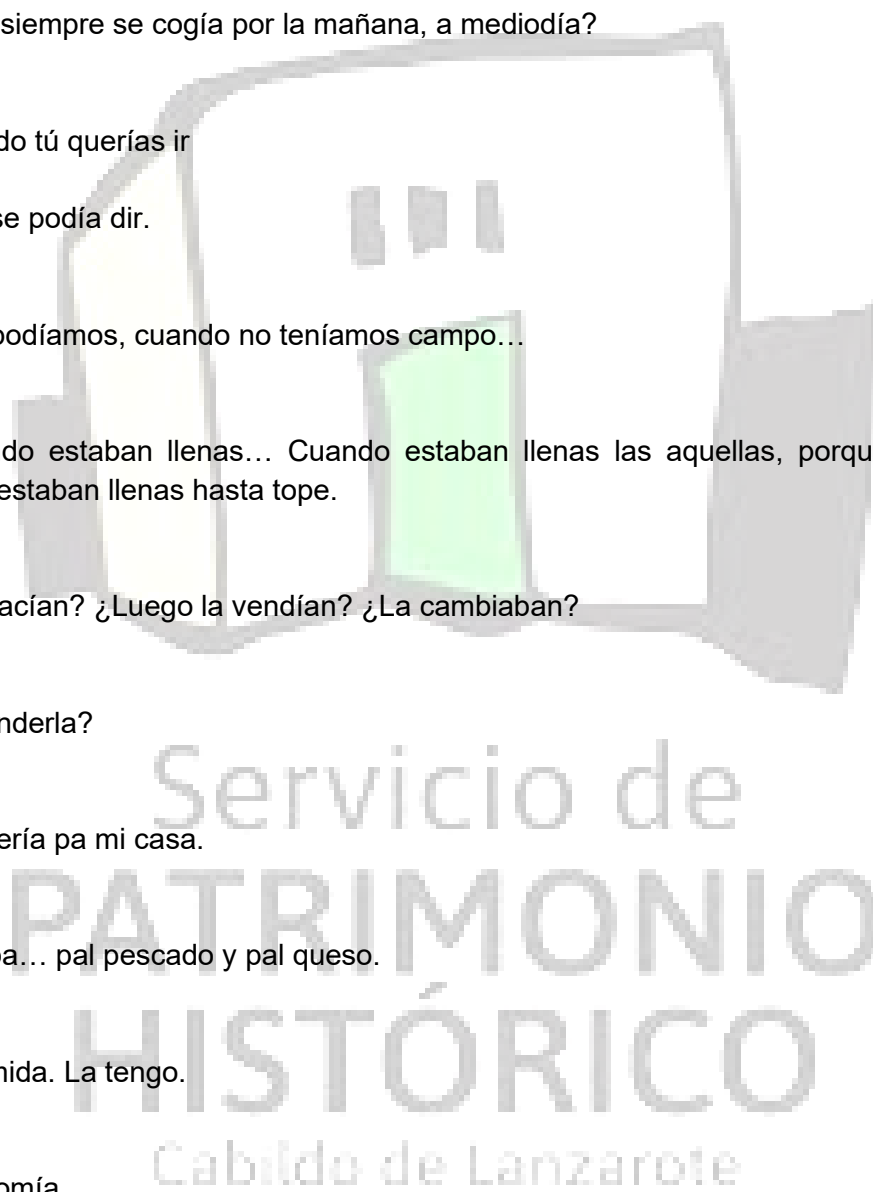 siempre se cogía por la mañana, a mediodía?
do tú querías ir
se podía dir.
podíamos, cuando no teníamos campo…
do estaban llenas… Cuando estaban llenas las aquellas, porqu
estaban llenas hasta tope.
acían? ¿Luego la vendían? ¿La cambiaban?
nderla?
Servicio de
ería pa mi casa.
PATRIMONIO
pa… pal pescado y pal queso.
HISTÓRICO
mida. La tengo.
Cabildo de Lanzarote
omía